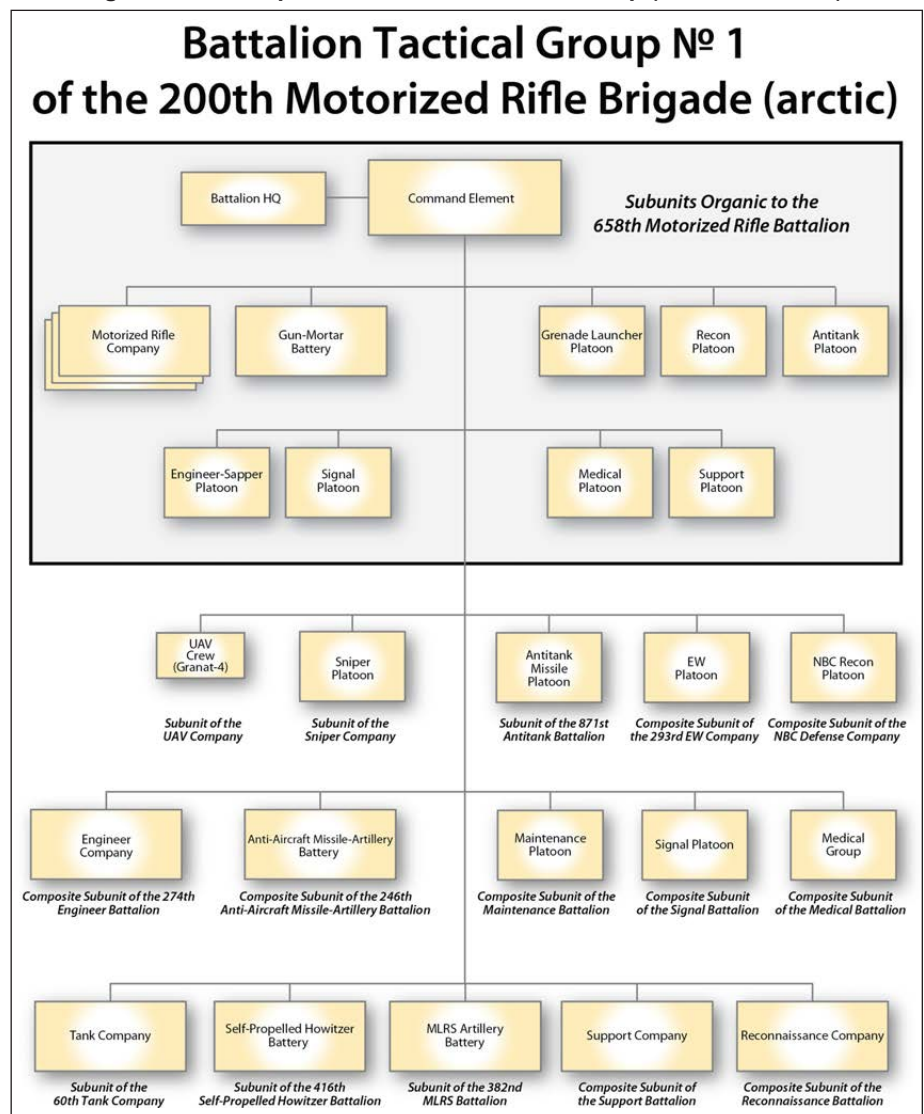 Battalion Tactical Group № 1
of the 200th Motorized Rifle Brigade (arctic)
Battalion HQ
Command Element
Subunits Organic to the
658th Motorized Rifle Battalion
Motorized Rifle
Company
Gun-Mortar
Battery
Grenade Launcher
Platoon
Recon
Platoon
Antitank
Platoon
Engineer-Sapper
Platoon
Signal
Platoon
Medical
Platoon
Support
Platoon
UAV
Crew
(Granat-4)
Subunit of the
UAV Company
Sniper
Platoon
Subunit of the
Sniper Company
Antitank
Missile
Platoon
Subunit of the 871st
Antitank Battalion
EW
Platoon
Composite Subunit of
the 293rd EW Company
NBC Recon
Platoon
Composite Subunit of the
NBC Defense Company
Engineer
Company
Composite Subunit of the 274th
Engineer Battalion
Anti-Aircraft Missile-Artillery
Battery
Composite Subunit of the 246th
Anti-Aircraft Missile-Artillery Battalion
Maintenance
Platoon
Composite Subunit of the
Maintenance Battalion
Signal Platoon
Composite Subunit
of the Signal Battalion
Medical
Group
Composite Subunit
of the Medical Battalion
Tank Company
Subunit of the
60th Tank Company
Self-Propelled Howitzer
Battery
Subunit of the 416th
Self-Propelled Howitzer Battalion
MLRS Artillery
Battery
Subunit of the 382nd
MLRS Battalion
Support Company
Composite Subunit of
the Support Battalion
Reconnaissance Company
Composite Subunit of the
Reconnaissance Battalion